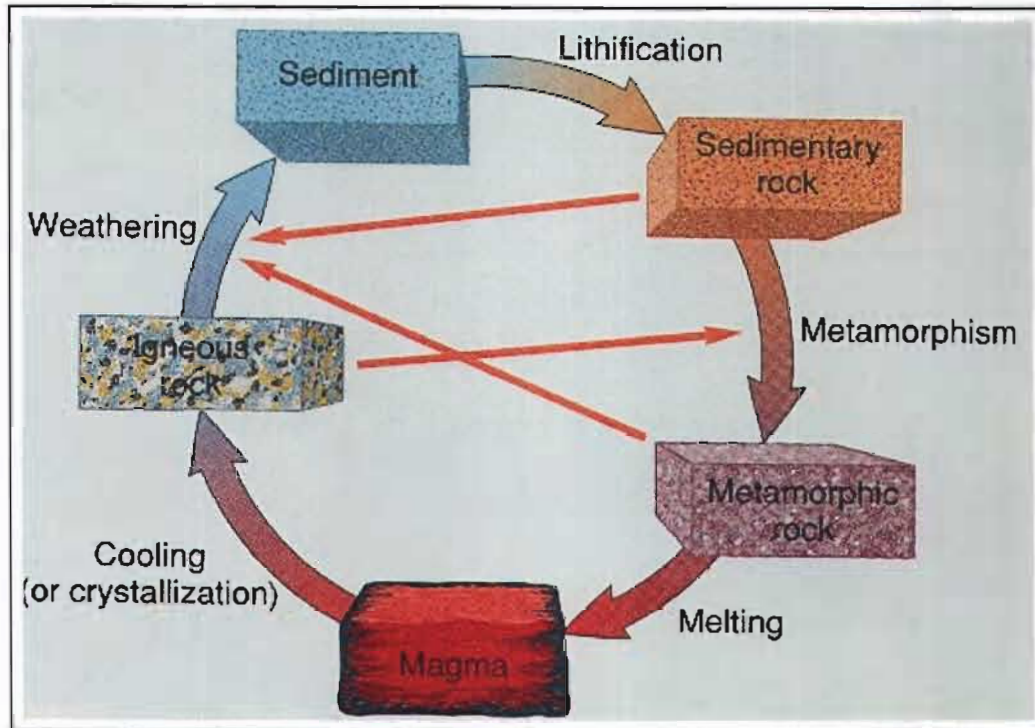 Lithification
Sediment
Sedimentary
rock
Weathering
Metamorphism
Igneous
rock
Metamorphic
rock
Cooling
(or crystallization)
Melting
Magma